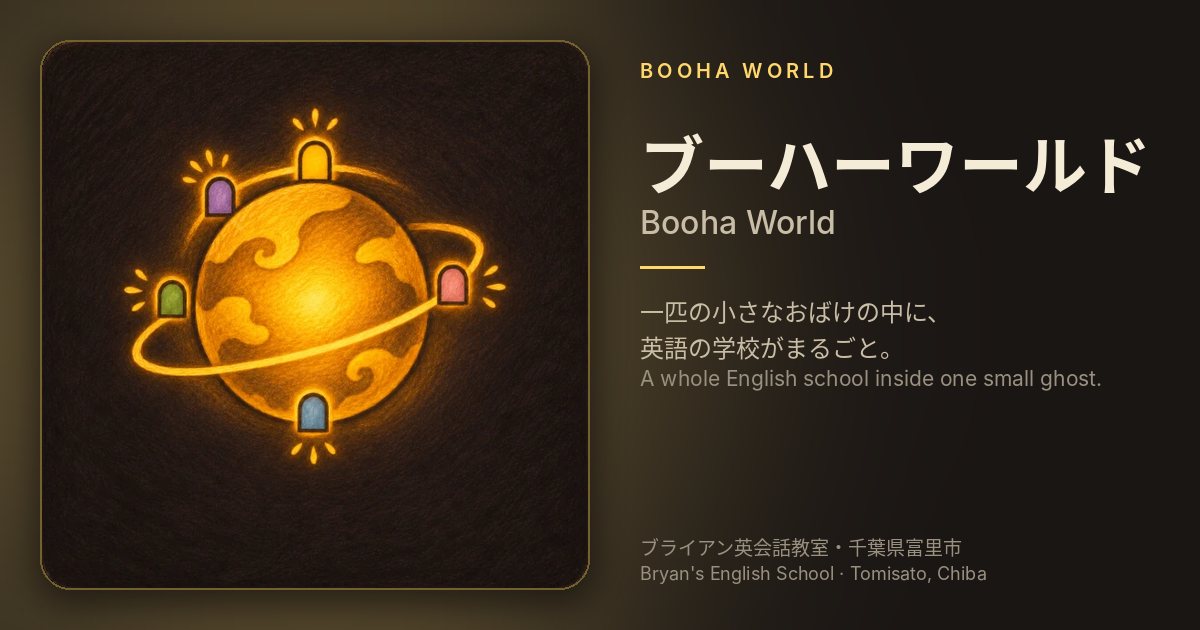 BOOHA WORLD
ブーハーワールド
Booha World
一匹の小さなおばけの中に、
英語の学校がまるごと。
A whole English school inside one small ghost.
ブライアン英会話教室・千葉県富里市
Bryan's English School · Tomisato, Chiba